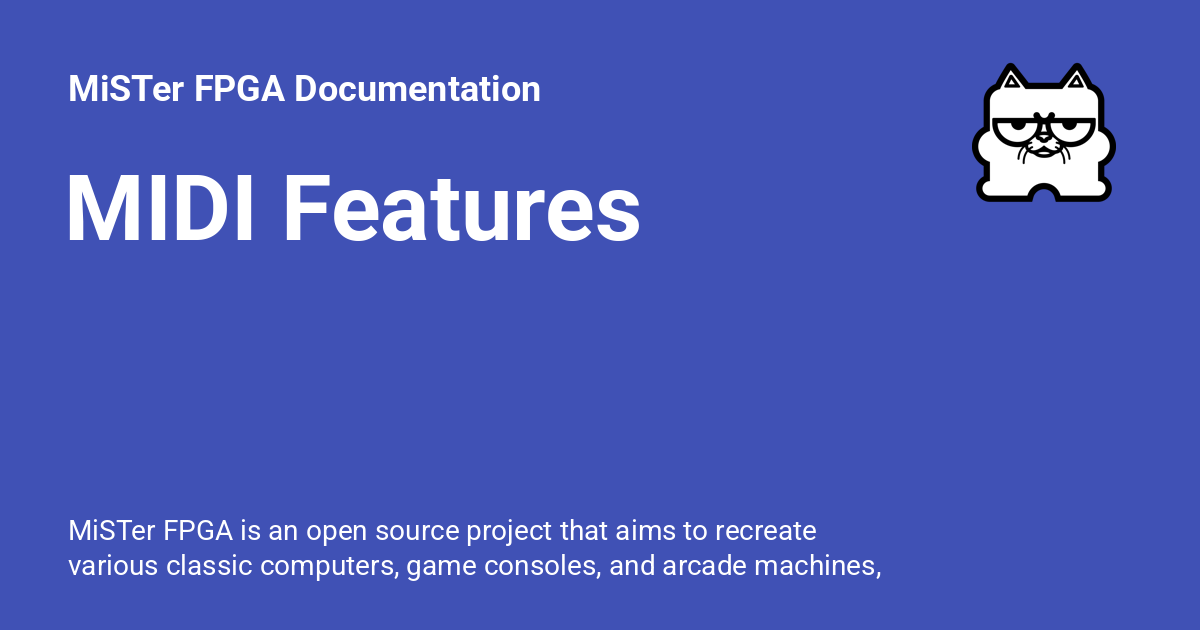 MiSTer FPGA Documentation
MIDI Features
MiSTer FPGA is an open source project that aims to recreate
various classic computers, game consoles, and arcade machines,